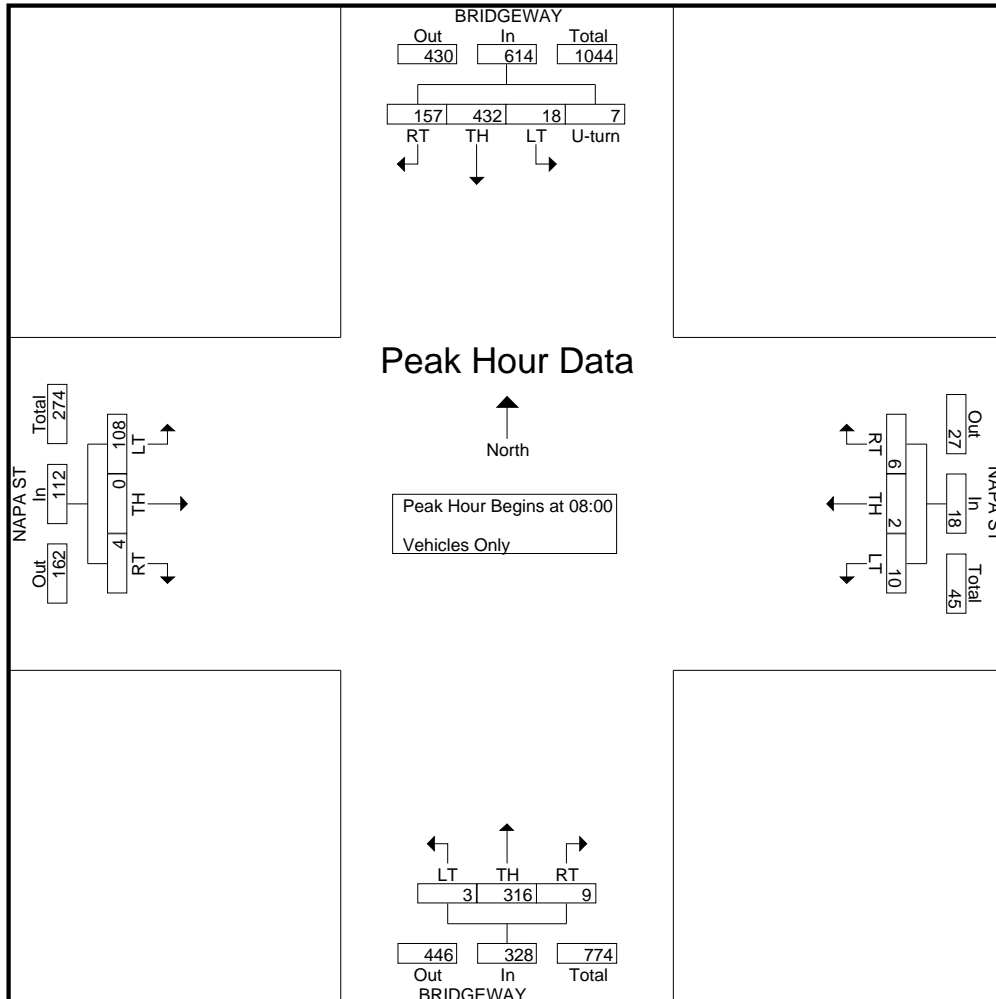 BRIDGEWAY
Out In Total
430 614 1044
157 432 18 7
RT TH LT U-turn
Peak Hour Data
North
Peak Hour Begins at 08:00
Vehicles Only
NAPA ST
Total In Out
274 112 162
108 0 4
LT TH RT
NAPA ST
Out In Total
27 18 45
6 2 10
RT TH LT
LT TH RT
3 316 9
446 328 774
Out In Total
BRIDGEWAY